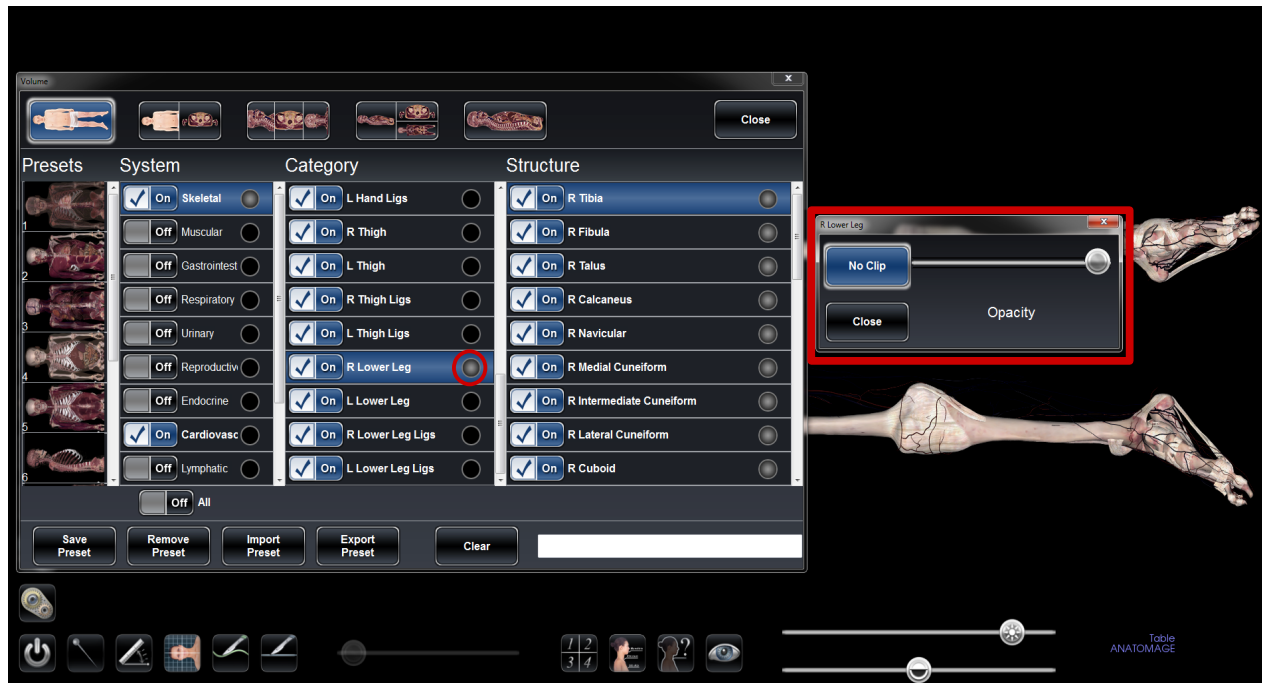 Volume
x
Close
Presets
System
Category
Structure
1
2
3
4
5
6
On Skeletal
Off Muscular
Off Gastrointest
Off Respiratory
Off Urinary
Off Reproductiv
Off Endocrine
On Cardiovasc
Off Lymphatic
On L Hand Ligs
On R Thigh
On L Thigh
On R Thigh Ligs
On L Thigh Ligs
On R Lower Leg
On L Lower Leg
On R Lower Leg Ligs
On L Lower Leg Ligs
On R Tibia
On R Fibula
On R Talus
On R Calcaneus
On R Navicular
On R Medial Cuneiform
On R Intermediate Cuneiform
On R Lateral Cuneiform
On R Cuboid
Off All
Save
Preset
Remove
Preset
Import
Preset
Export
Preset
Clear
R Lower Leg
x
No Clip
Close
Opacity
1 2
3 4
?
Table
ANATOMAGE